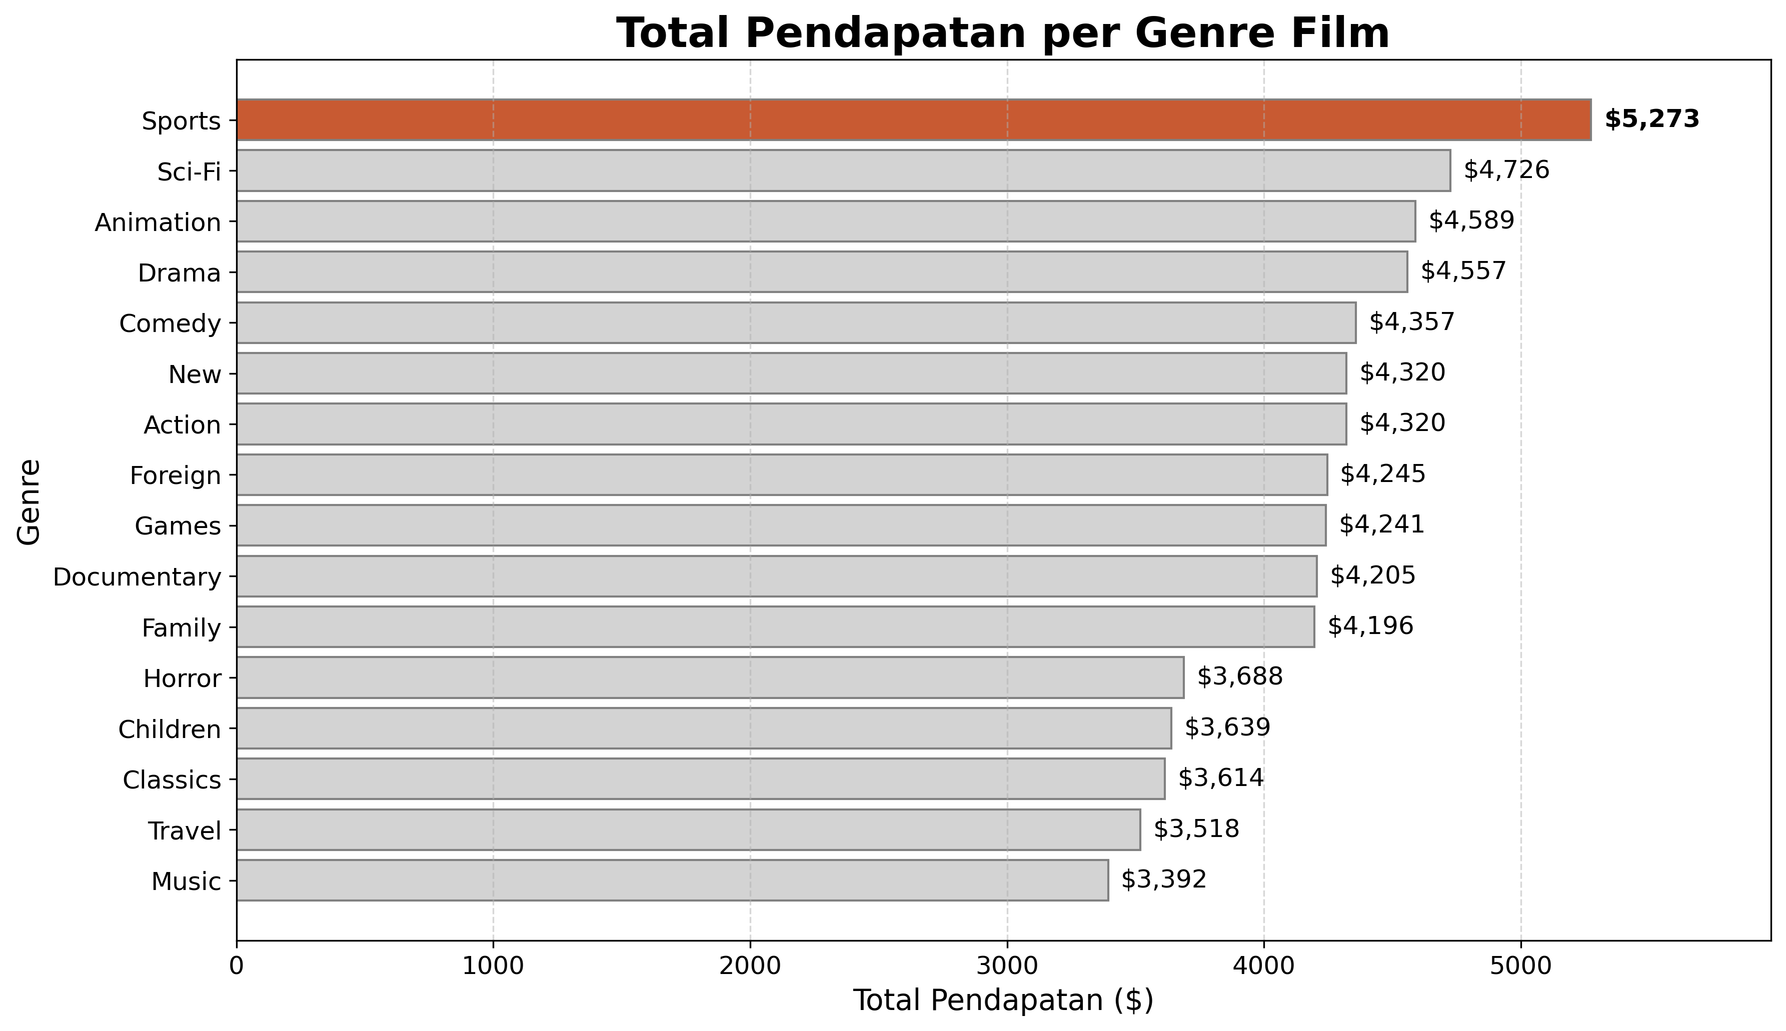 Total Pendapatan per Genre Film
Sports $5,273
Sci-Fi $4,726
Animation $4,589
Drama $4,557
Comedy $4,357
New $4,320
Action $4,320
Foreign $4,245
Games $4,241
Documentary $4,205
Family $4,196
Horror $3,688
Children $3,639
Classics $3,614
Travel $3,518
Music $3,392
Genre
0 1000 2000 3000 4000 5000
Total Pendapatan ($)